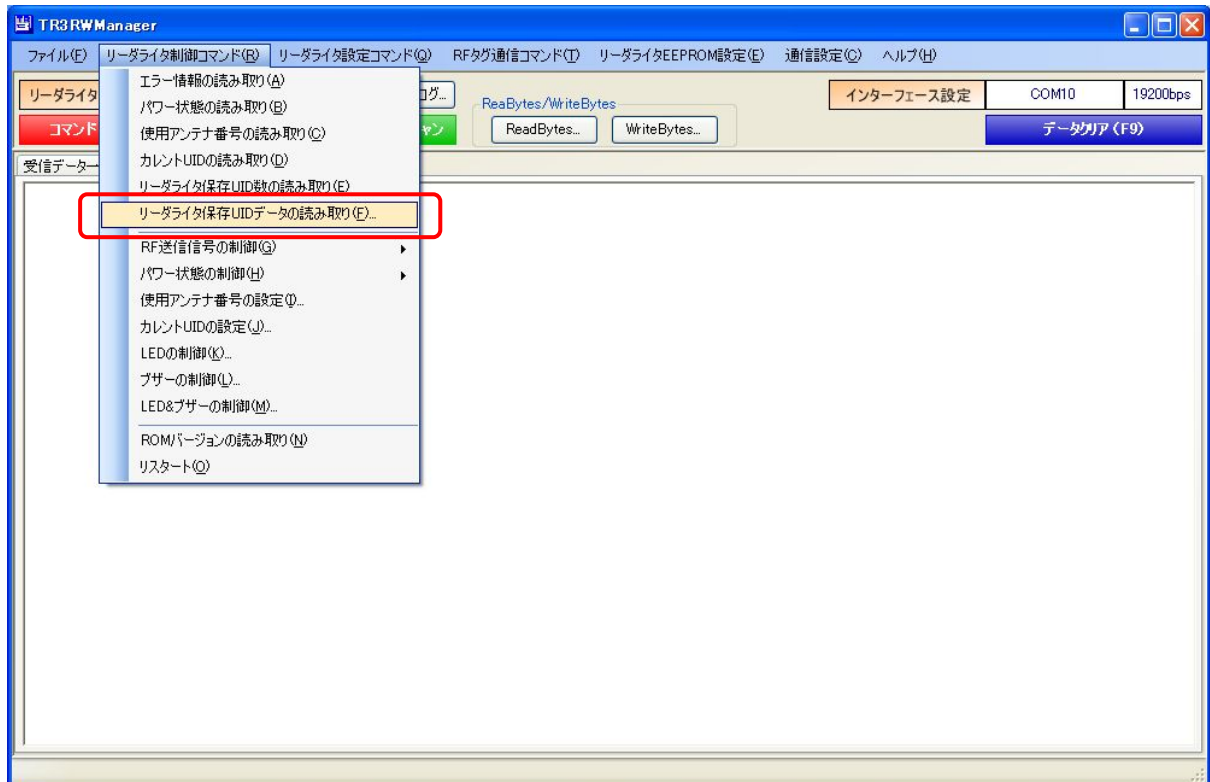 TR3RWManager
ファイル(F) リーダライタ制御コマンド(R) リーダライタ設定コマンド(Q) RFタグ通信コマンド(T) リーダライタEEPROM設定(E) 通信設定(C) ヘルプ(H)
リーダライタ
コマンド
受信データ
エラー情報の読み取り(A)
パワー状態の読み取り(B)
使用アンテナ番号の読み取り(C)
カレントUIDの読み取り(D)
リーダライタ保存UID数の読み取り(E)
リーダライタ保存UIDデータの読み取り(F)...
RF送信信号の制御(G)
パワー状態の制御(H)
使用アンテナ番号の設定(I)...
カレントUIDの設定(J)...
LEDの制御(K)...
ブザーの制御(L)...
LED&ブザーの制御(M)...
ROMバージョンの読み取り(N)
リスタート(O)
ログ...
ャン
ReaBytes/WriteBytes
ReadBytes... WriteBytes...
インターフェース設定 COM10 19200bps
データクリア(F9)